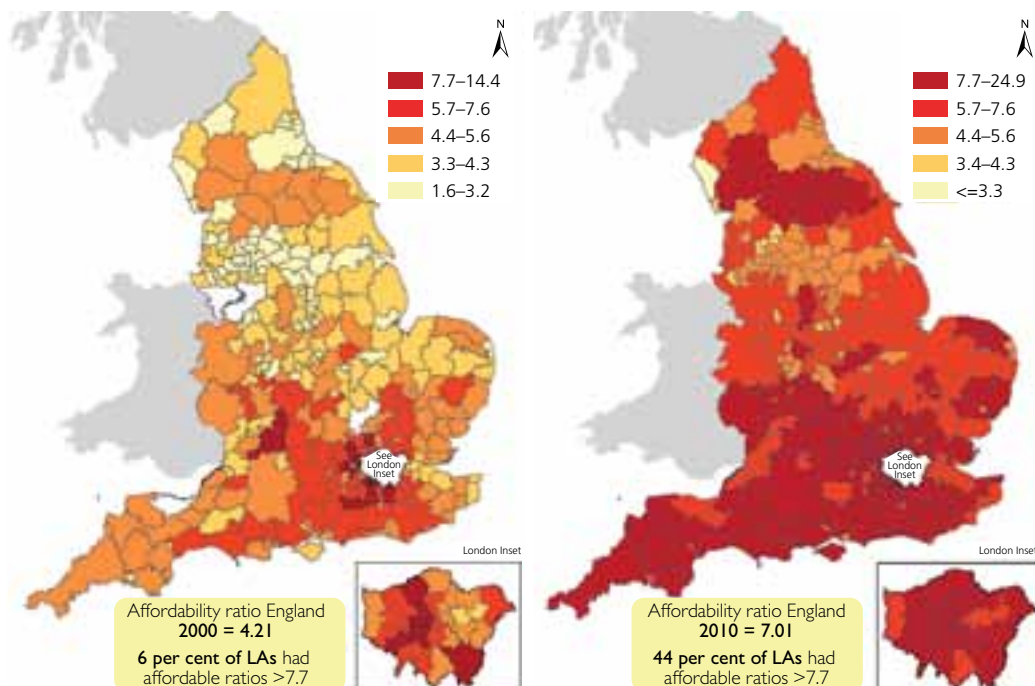 N
7.7–14.4
5.7–7.6
4.4–5.6
3.3–4.3
1.6–3.2
See
London
Inset
London Inset
Affordability ratio England
2000 = 4.21
6 per cent of LAs had
affordable ratios >7.7
N
7.7–24.9
5.7–7.6
4.4–5.6
3.4–4.3
<=3.3
See
London
Inset
London Inset
Affordability ratio England
2010 = 7.01
44 per cent of LAs had
affordable ratios >7.7